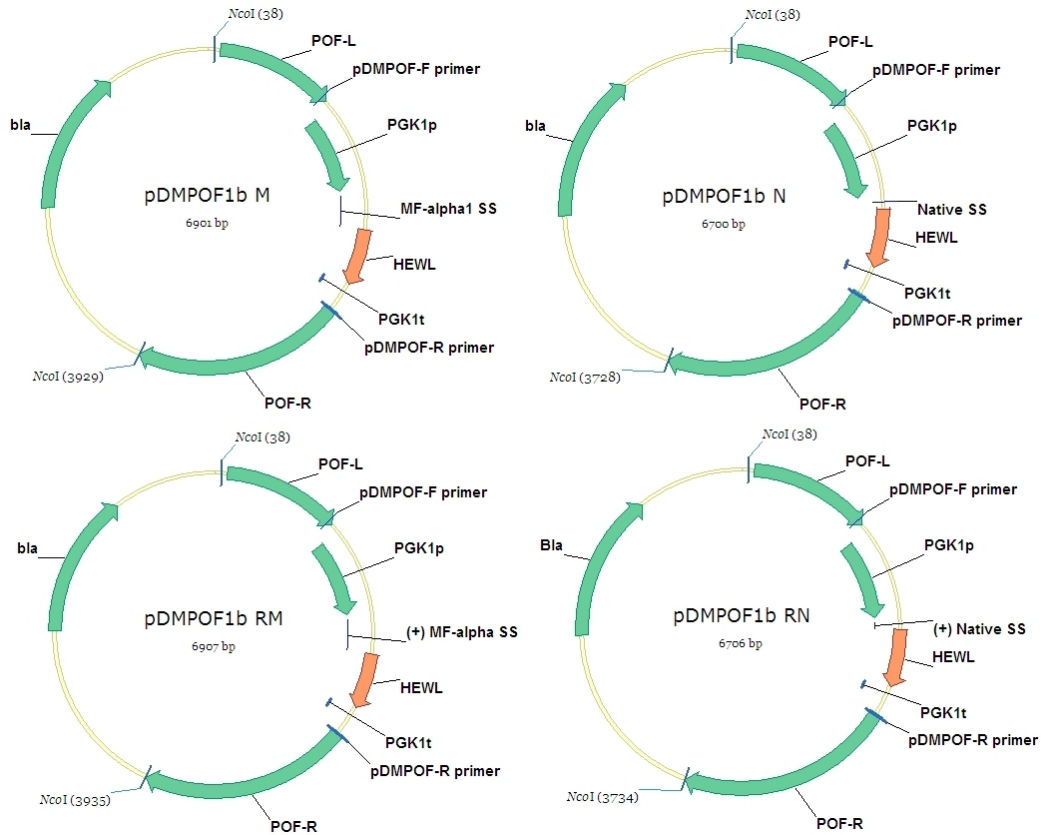 NcoI (38)
POF-L
pDMPOF-F primer
bla
PGK1p
pDMPOF1b M
6901 bp
MF-alpha1 SS
HEWL
PGK1t
pDMPOF-R primer
NcoI (3929)
POF-R
NcoI (38)
POF-L
pDMPOF-F primer
bla
PGK1p
pDMPOF1b N
6700 bp
Native SS
HEWL
PGK1t
pDMPOF-R primer
NcoI (3728)
POF-R
NcoI (38)
POF-L
pDMPOF-F primer
bla
PGK1p
pDMPOF1b RM
6907 bp
(+) MF-alpha SS
HEWL
PGK1t
pDMPOF-R primer
NcoI (3935)
POF-R
NcoI (38)
POF-L
pDMPOF-F primer
Bla
PGK1p
pDMPOF1b RN
6706 bp
(+) Native SS
HEWL
PGK1t
pDMPOF-R primer
NcoI (3734)
POF-R